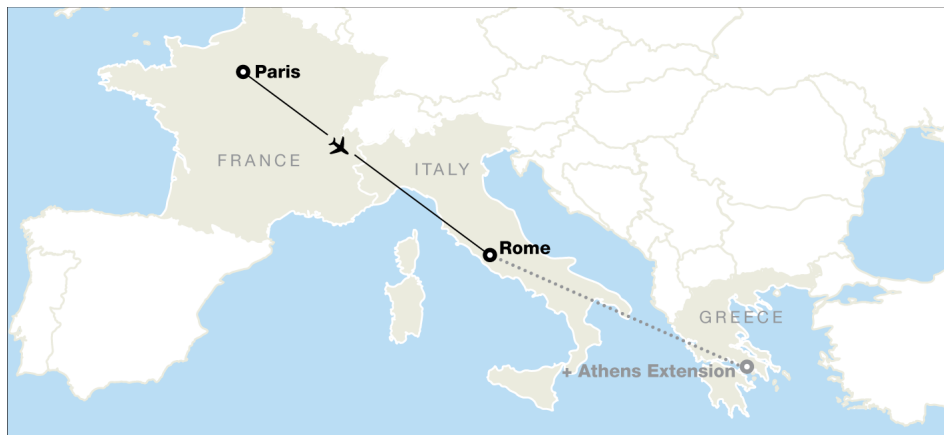 Paris
FRANCE
ITALY
Rome
GREECE
+ Athens Extension